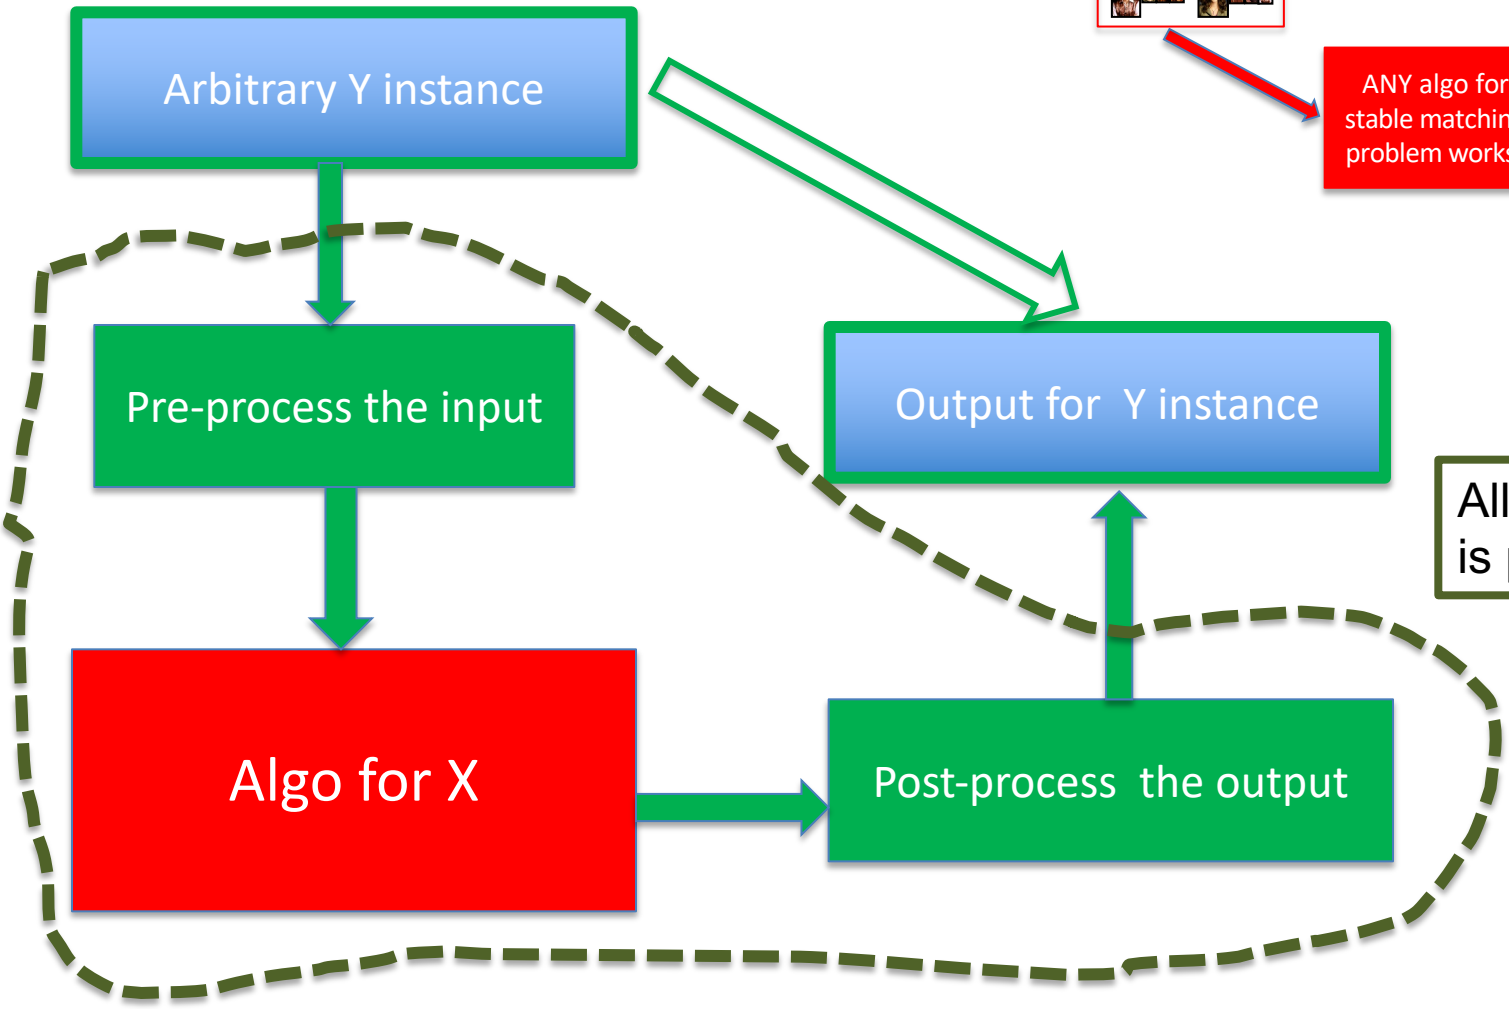 Arbitrary Y instance
ANY algo for
stable matchin
problem works
Pre-process the input
Output for Y instance
All
is
Algo for X
Post-process the output